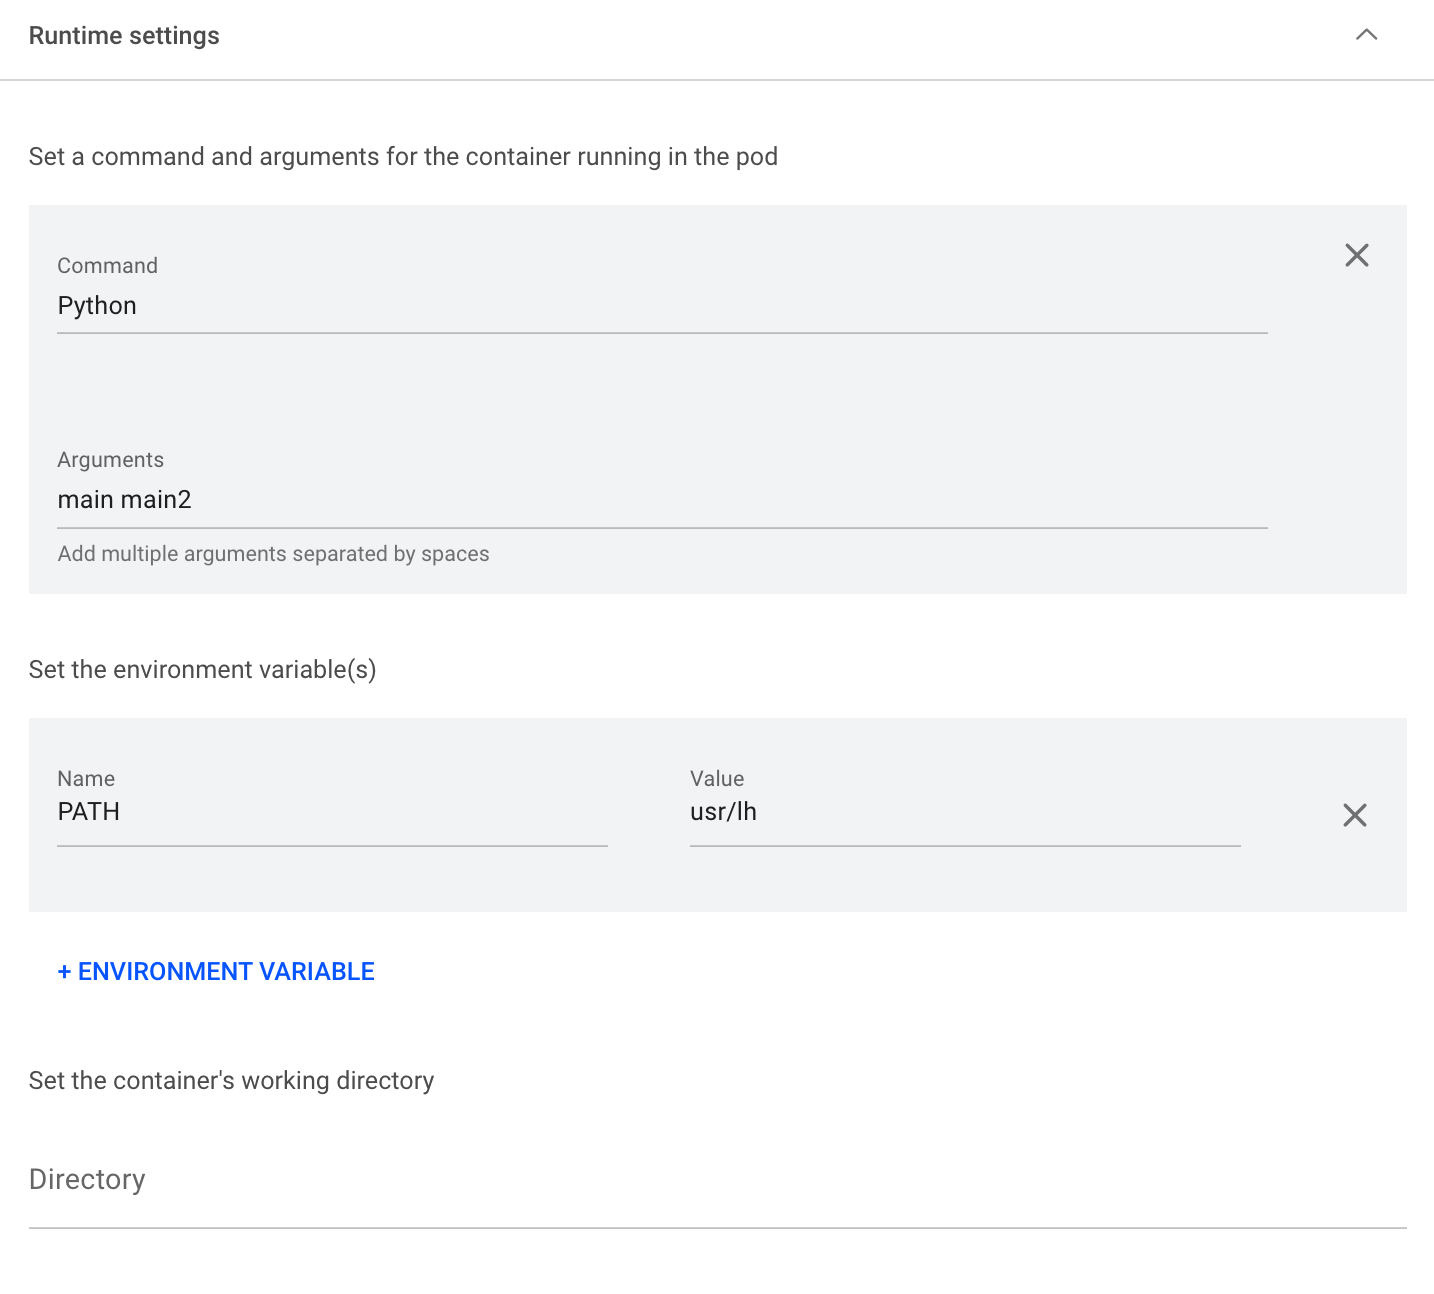 Runtime settings
Set a command and arguments for the container running in the pod
Command
Python
Arguments
main main2
Add multiple arguments separated by spaces
Set the environment variable(s)
Name
PATH
Value
usr/lh
+ ENVIRONMENT VARIABLE
Set the container's working directory
Directory